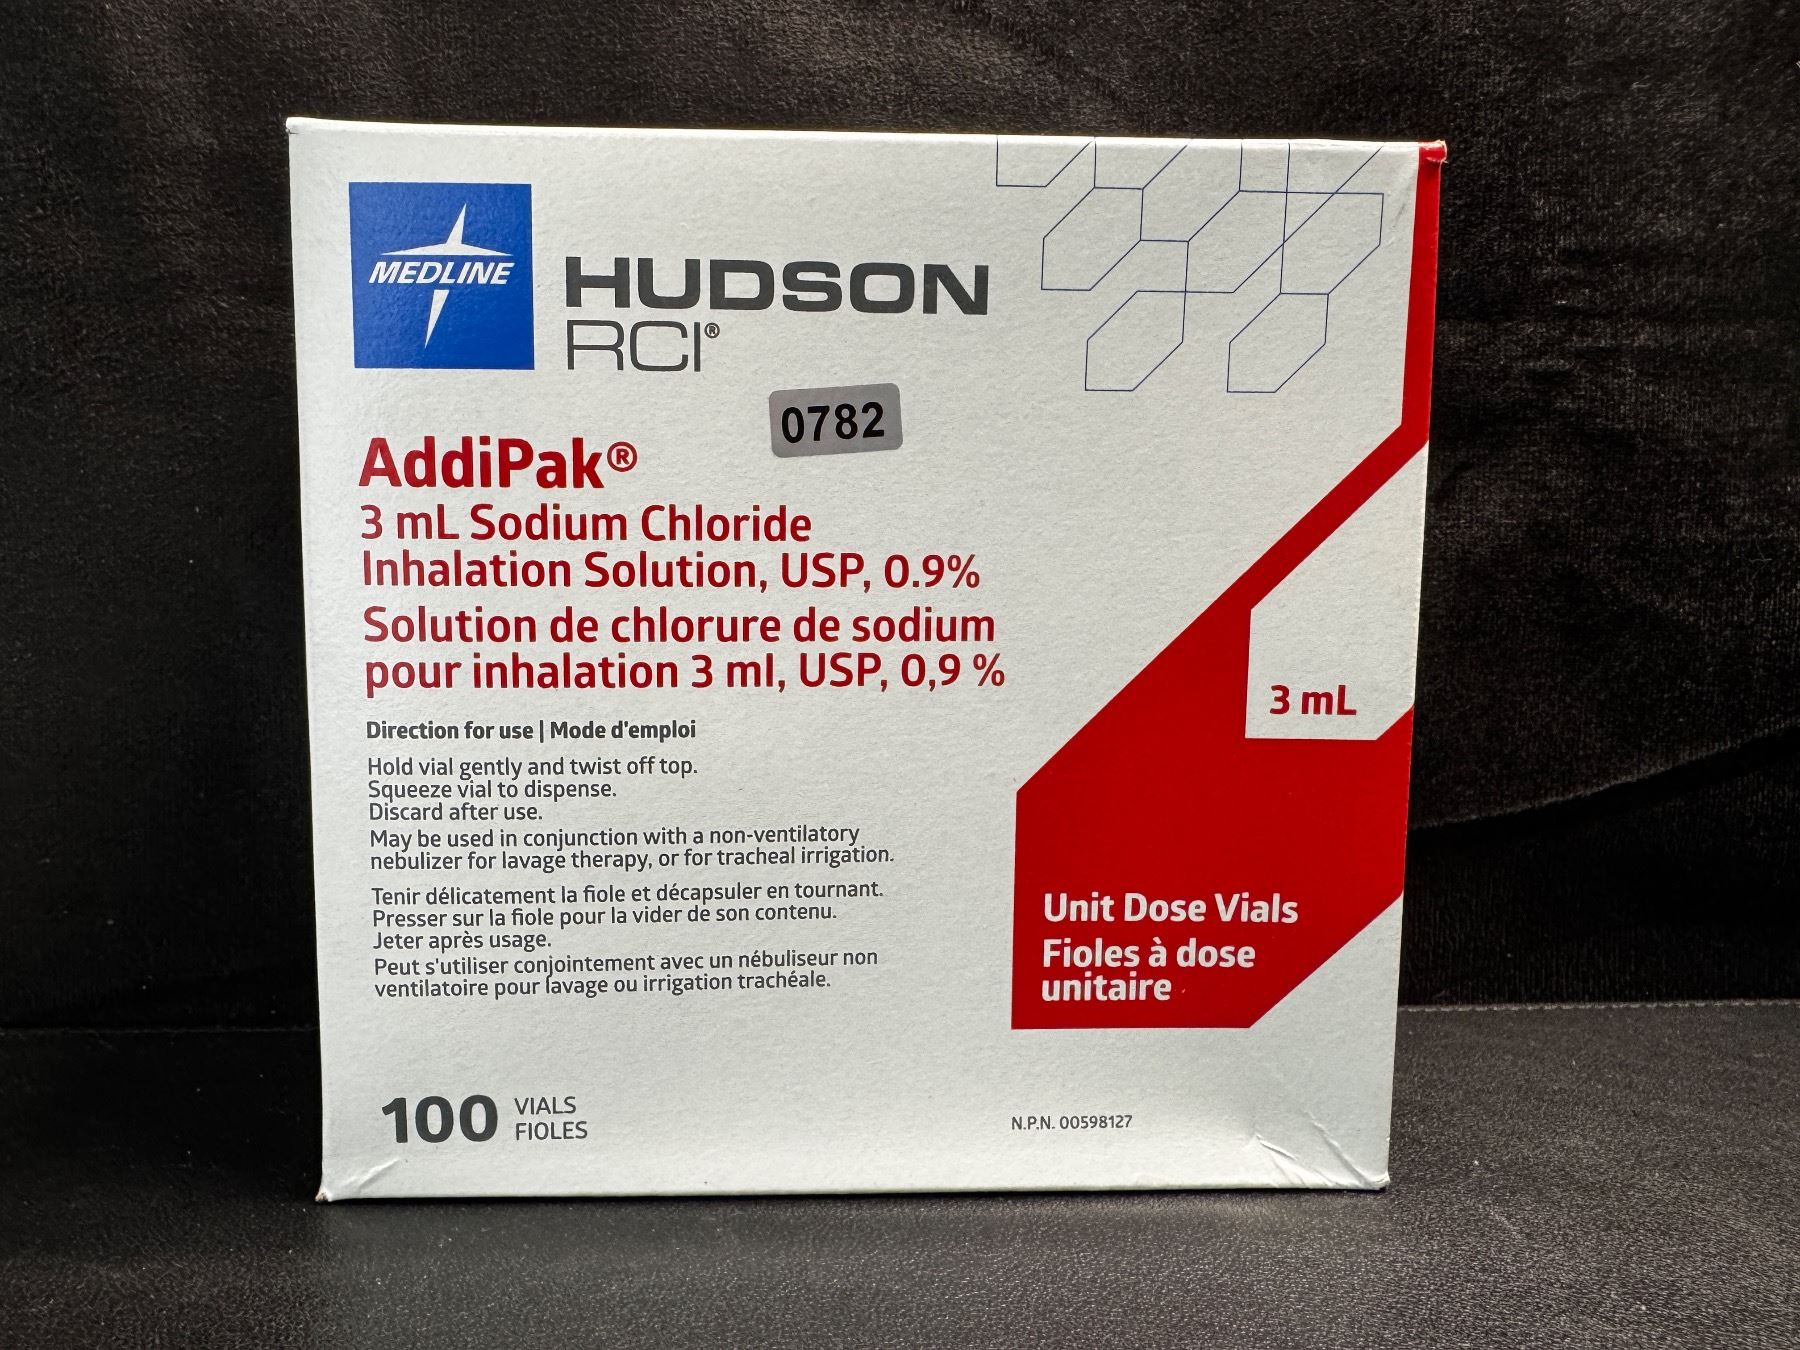 MEDLINE
HUDSON
RCI®
0782
AddiPak®
3 mL Sodium Chloride
Inhalation Solution, USP, 0.9%
Solution de chlorure de sodium
pour inhalation 3 ml, USP, 0,9 %
3 mL
Direction for use | Mode d'emploi
Hold vial gently and twist off top.
Squeeze vial to dispense.
Discard after use.
May be used in conjunction with a non-ventilatory
nebulizer for lavage therapy, or for tracheal irrigation.
Tenir délicatement la fiole et décapsuler en tournant.
Presser sur la fiole pour la vider de son contenu.
Jeter après usage.
Peut s'utiliser conjointement avec un nébuliseur non
ventilatoire pour lavage ou irrigation trachéale.
Unit Dose Vials
Fioles à dose
unitaire
100 VIALS
FIOLES
N.P.N. 00598127